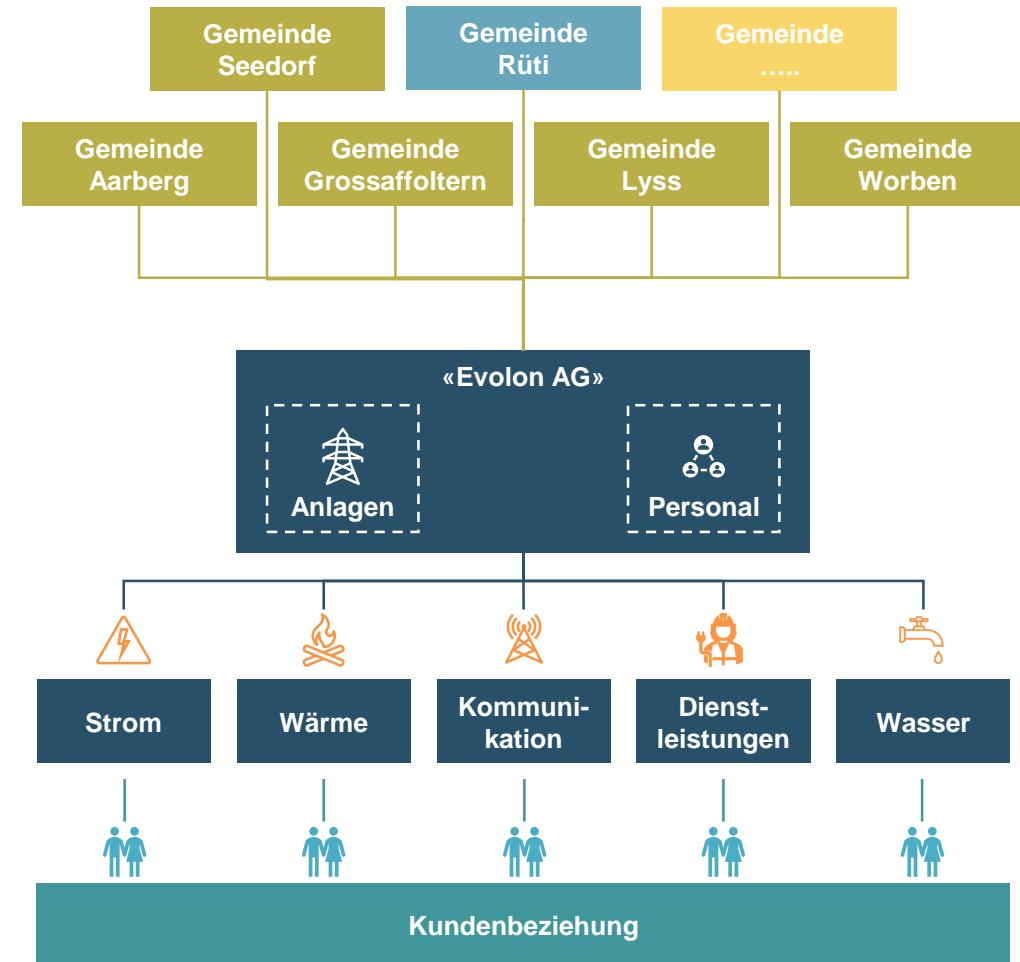 Gemeinde
Seedorf
Gemeinde
Rüti
Gemeinde
…..
Gemeinde
Aarberg
Gemeinde
Grossaffoltern
Gemeinde
Lyss
Gemeinde
Worben
«Evolon AG»
Anlagen
Personal
Strom
Wärme
Kommuni-
kation
Dienst-
leistungen
Wasser
Kundenbeziehung